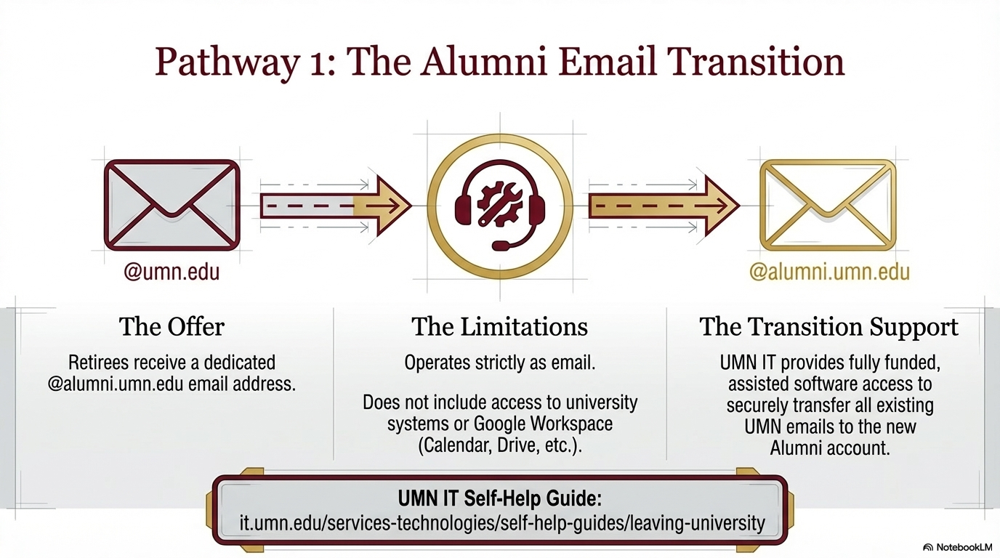 Pathway 1: The Alumni Email Transition
@umn.edu
@alumni.umn.edu
The Offer
Retirees receive a dedicated
@alumni.umn.edu email address.
The Limitations
Operates strictly as email.
Does not include access to university
systems or Google Workspace
(Calendar, Drive, etc.).
The Transition Support
UMN IT provides fully funded,
assisted software access to
securely transfer all existing
UMN emails to the new
Alumni account.
UMN IT Self-Help Guide:
it.umn.edu/services-technologies/self-help-guides/leaving-university
NotebookLM